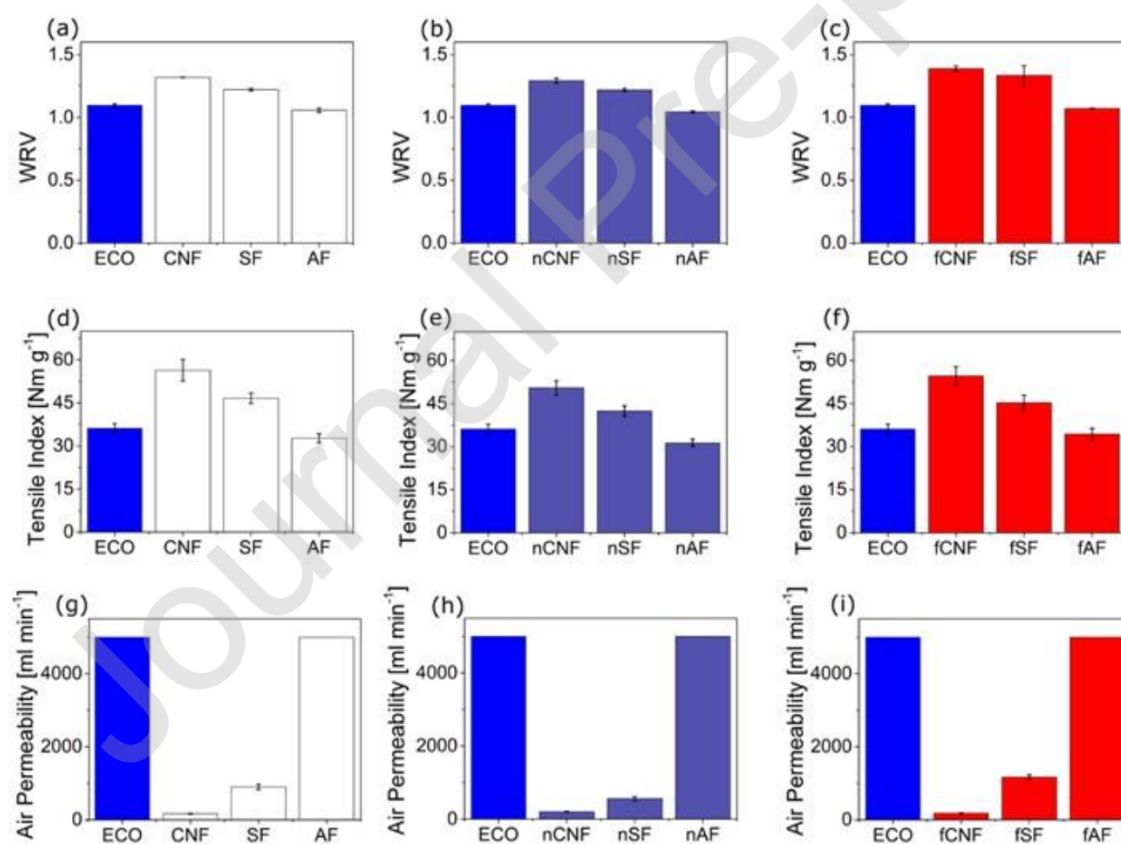 (a)
WRV
1.5
1.0
0.5
0.0
ECO CNF SF AF
(b)
WRV
1.5
1.0
0.5
0.0
ECO nCNF nSF nAF
(c)
WRV
1.5
1.0
0.5
0.0
ECO fCNF fSF fAF
(d)
Tensile Index [Nm g⁻¹]
60
45
30
15
0
ECO CNF SF AF
(e)
Tensile Index [Nm g⁻¹]
60
45
30
15
0
ECO nCNF nSF nAF
(f)
Tensile Index [Nm g⁻¹]
60
45
30
15
0
ECO fCNF fSF fAF
(g)
Air Permeability [ml min⁻¹]
4000
2000
0
ECO CNF SF AF
(h)
Air Permeability [ml min⁻¹]
4000
2000
0
ECO nCNF nSF nAF
(i)
Air Permeability [ml min⁻¹]
4000
2000
0
ECO fCNF fSF fAF
Journal Pre-p